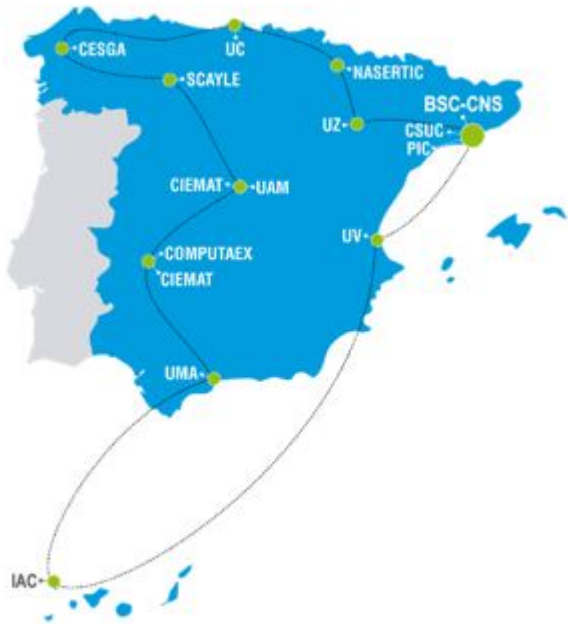 CESGA
UC
SCAYLE
NASERTIC
BSC-CNS
UZ
CSUC
PIC
CIEMAT UAM
UV
COMPUTAEX
CIEMAT
UMA
IAC